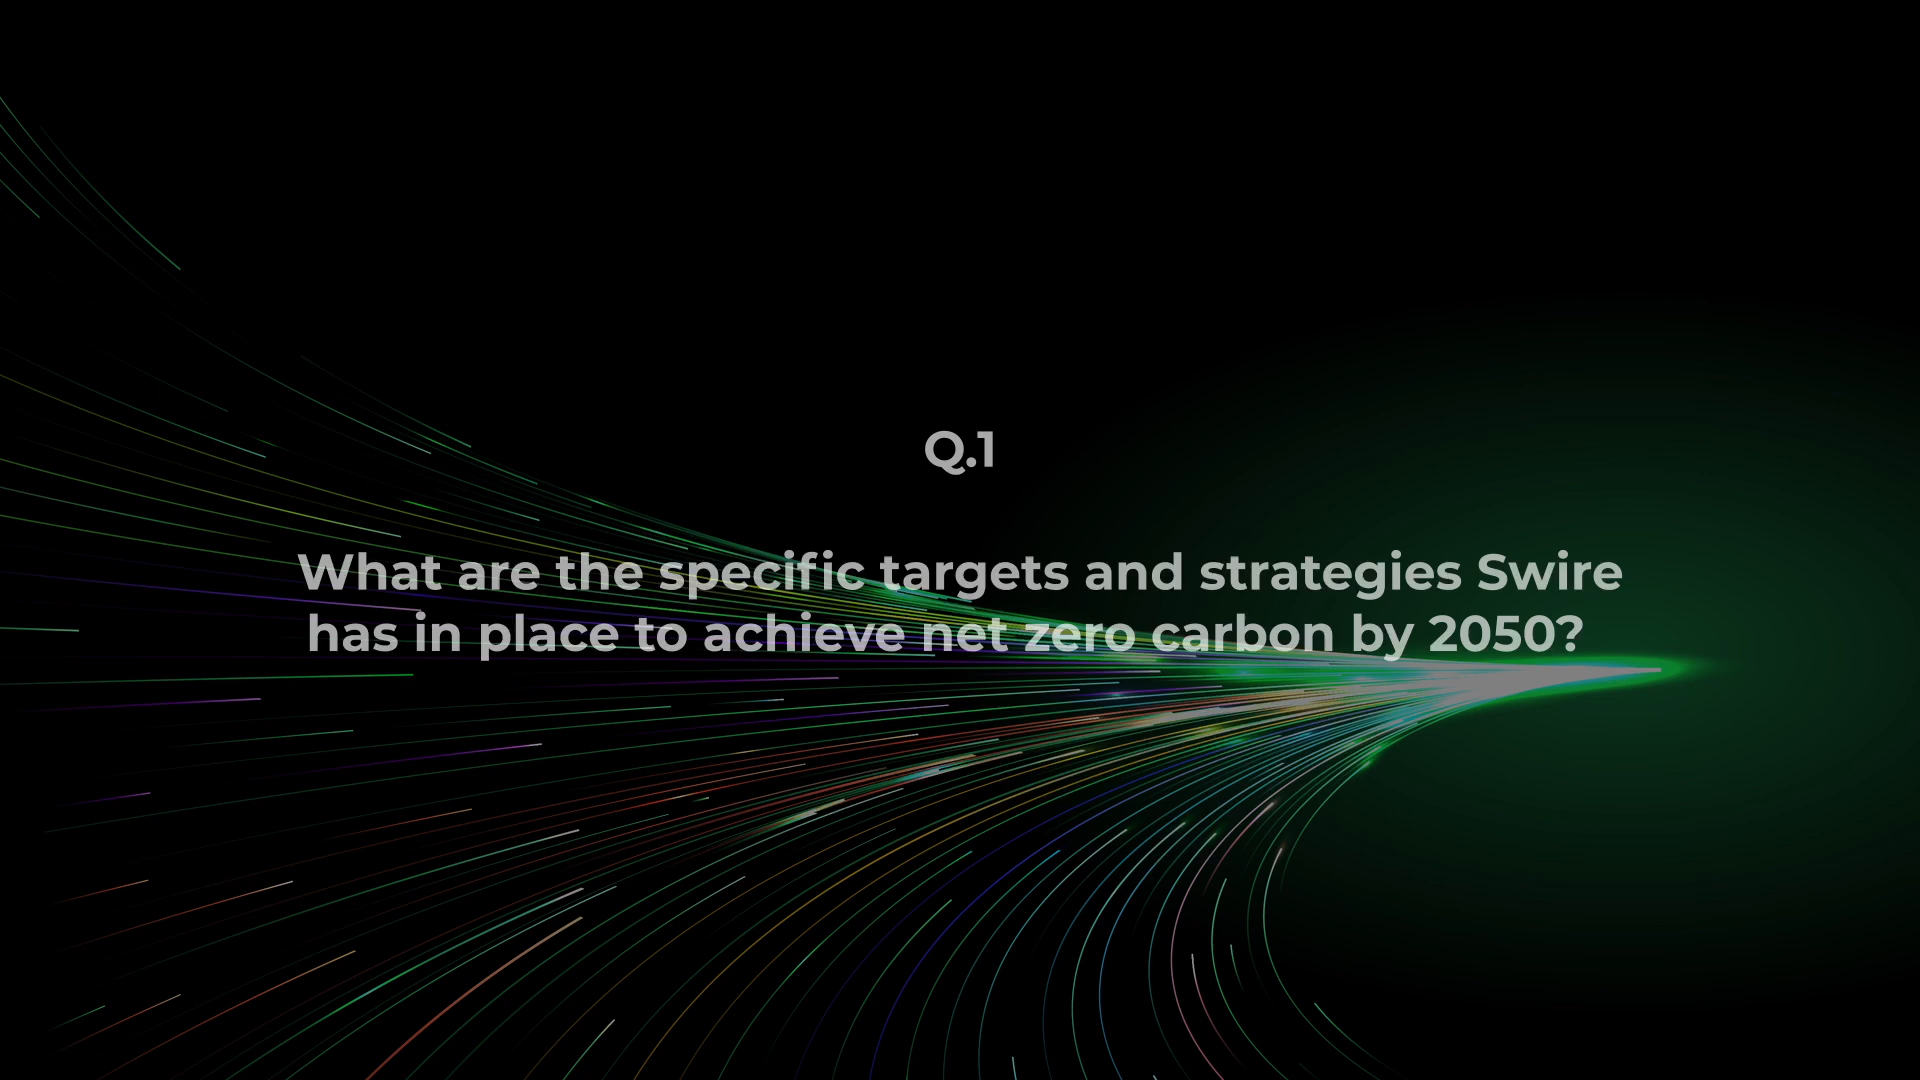 Q.1
What are the specific targets and strategies Swire
has in place to achieve net zero carbon by 2050?